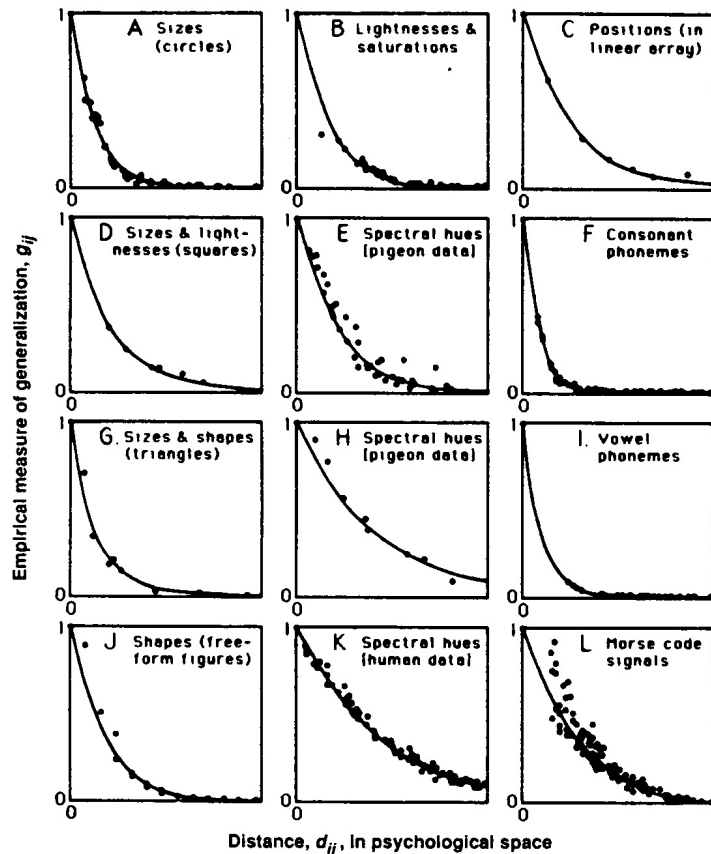 Empirical measure of generalization, gij
1
A Sizes
(circles)
0
0
1
B Lightnesses &
saturations
0
0
1
C Positions (in
linear array)
0
0
1
D Sizes & light-
nesses (squares)
0
0
1
E Spectral hues
[pigeon data]
0
0
1
F Consonant
phonemes
0
0
1
G. Sizes & shapes
(triangles)
0
0
1
H Spectral hues
[pigeon data]
0
0
1
I. Vowel
phonemes
0
0
1
J Shapes (free-
form figures)
0
0
1
K Spectral hues
[human data]
0
0
1
L Morse code
signals
0
0
Distance, dij, in psychological space